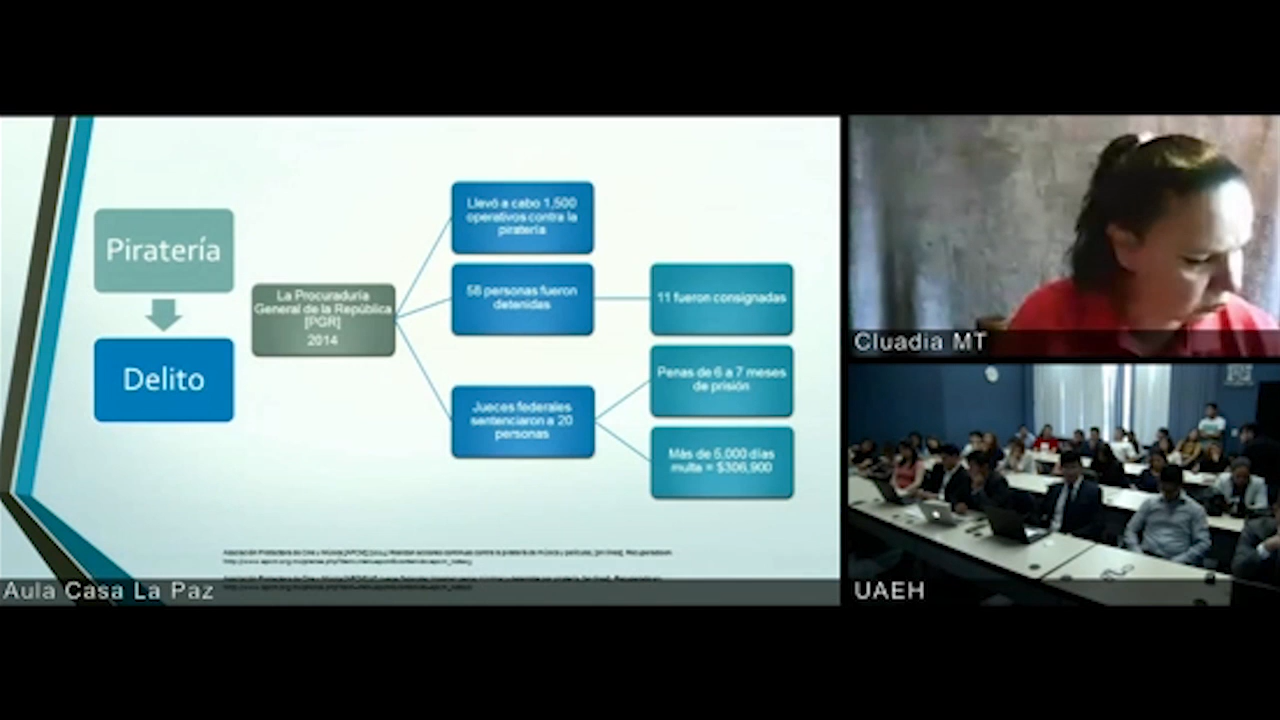 Piratería
Delito
La Procuraduría
General de la República
[PGR]
2014
Llevó a cabo 1,500
operativos contra la
piratería
58 personas fueron
detenidas
11 fueron consignadas
Jueces federales
sentenciaron a 20
personas
Penas de 6 a 7 meses
de prisión
Más de 5,000 días
multa = $306,900
Aula Casa La Paz
Cluadia MT
UAEH